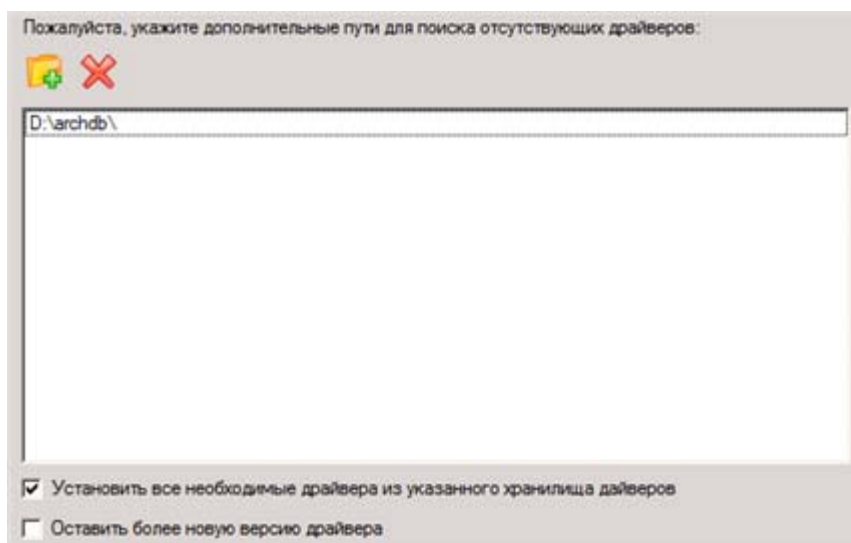 Пожалуйста, укажите дополнительные пути для поиска отсутствующих драйверов:
D:\archdb\
Установить все необходимые драйвера из указанного хранилища дайверов
Оставить более новую версию драйвера